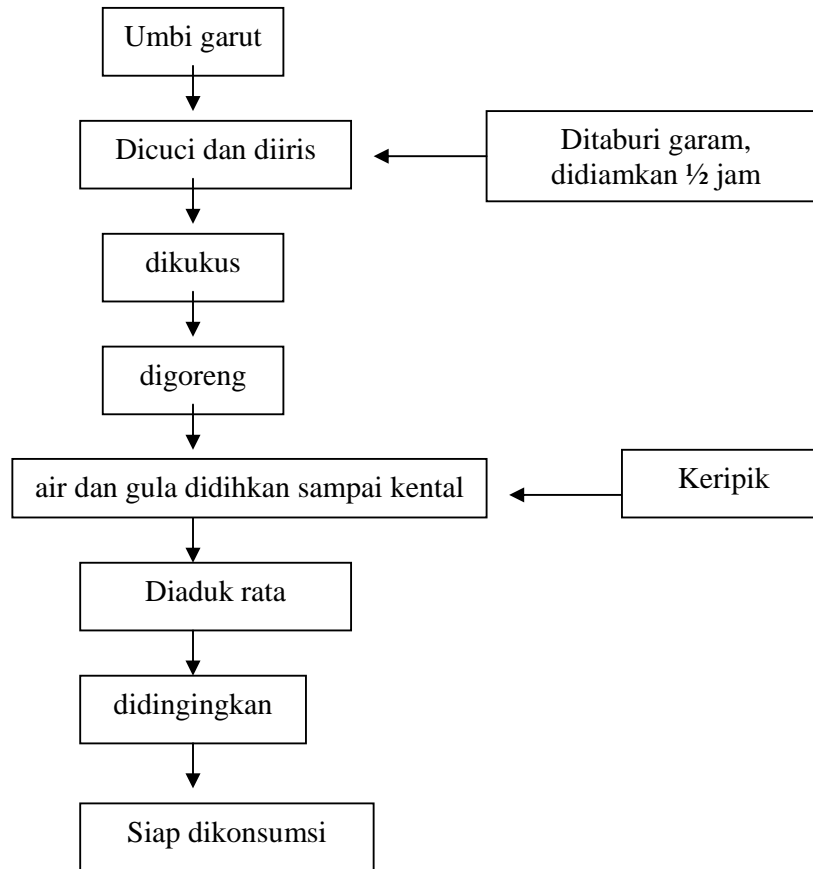 Umbi garut
Dicuci dan diiris
Ditaburi garam,
didiamkan ½ jam
dikukus
digoreng
air dan gula didihkan sampai kental
Keripik
Diaduk rata
didingingkan
Siap dikonsumsi